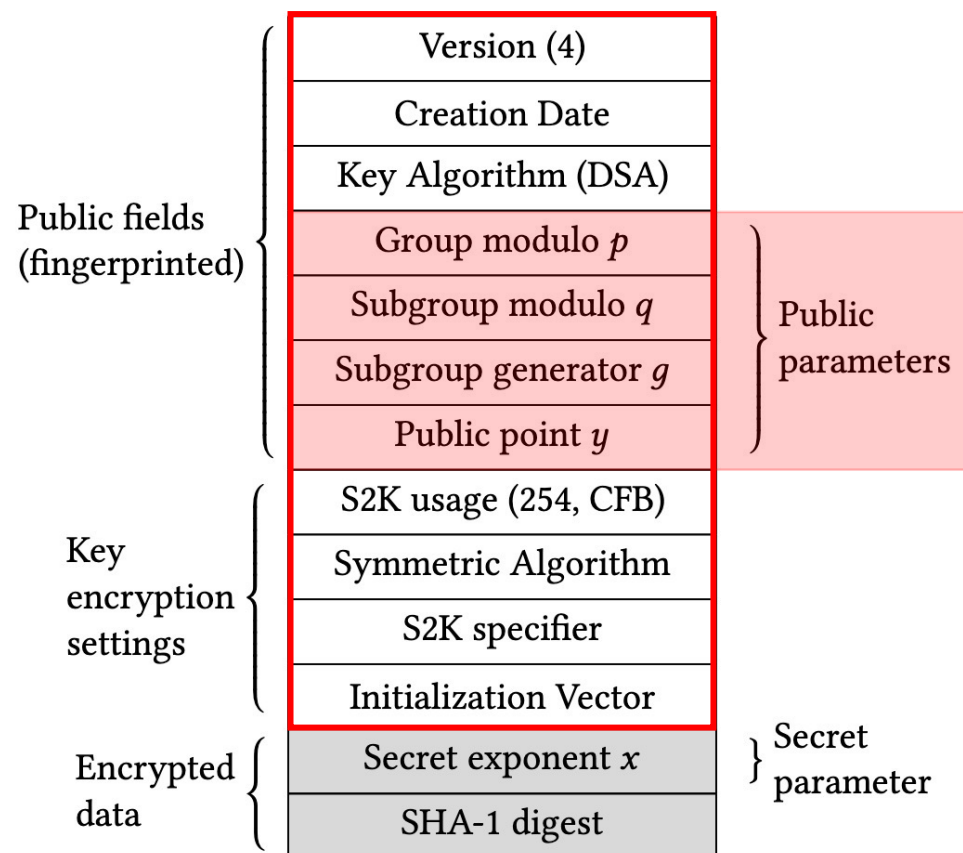 Version (4)
Creation Date
Key Algorithm (DSA)
Public fields
(fingerprinted)
Group modulo p
Subgroup modulo q
Subgroup generator g
Public point y
Public
parameters
S2K usage (254, CFB)
Symmetric Algorithm
S2K specifier
Initialization Vector
Key
encryption
settings
Secret exponent x
SHA-1 digest
Encrypted
data
Secret
parameter